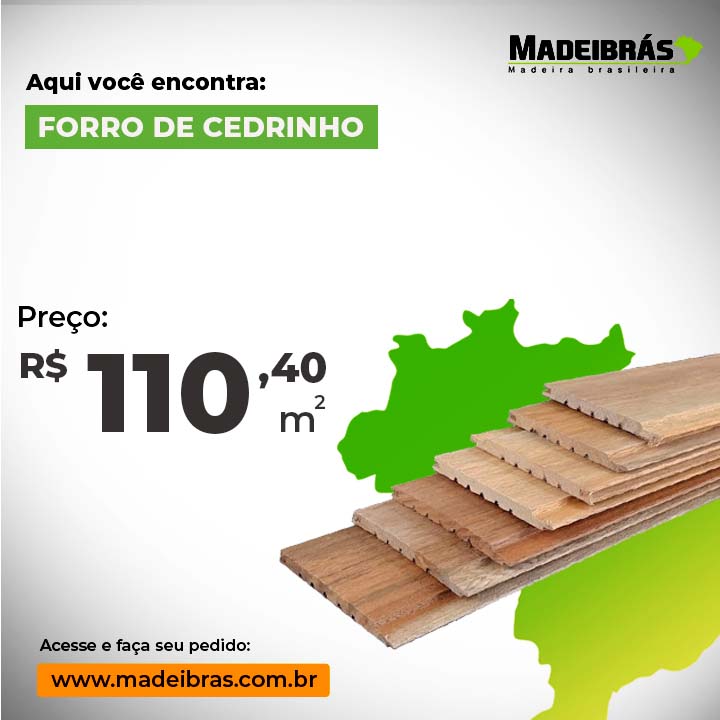 MADEIBRÁS
Madeira brasileira
Aqui você encontra:
FORRO DE CEDRINHO
Preço:
R$ 110,40
m²
Acesse e faça seu pedido:
www.madeibras.com.br